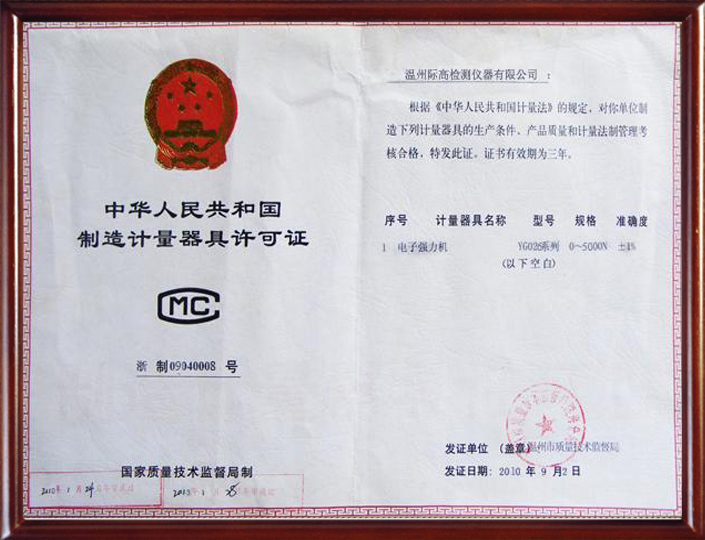 中华人民共和国
制造计量器具许可证
CMC
浙 制09040008 号
国家质量技术监督局制
温州际高检测仪器有限公司：
根据《中华人民共和国计量法》的规定，对你单位制
造下列计量器具的生产条件、产品质量和计量法制管理考
核合格，特发此证。证书有效期为三年。
序号 计量器具名称 型号 规格 准确度
1 电子强力机 YG026系列 0～5000N ±1%
(以下空白)
发证单位 (盖章)温州市质量技术监督局
发证日期：2010 年 9月2日